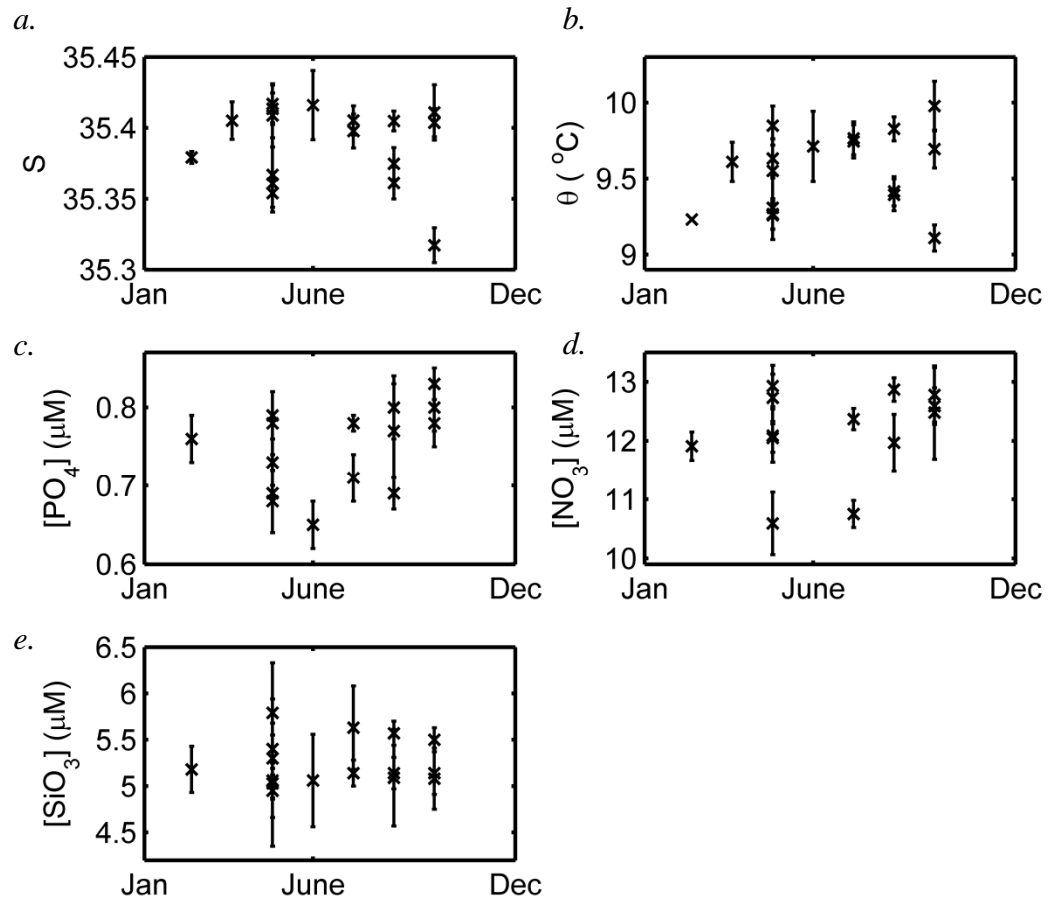 a.
35.45
35.4
35.35
35.3
S
Jan
June
Dec
b.
10
9.5
9
θ ( °C)
Jan
June
Dec
c.
0.8
0.7
0.6
[PO₄] (μM)
Jan
June
Dec
d.
13
12
11
10
[NO₃] (μM)
Jan
June
Dec
e.
6.5
6
5.5
5
4.5
[SiO₃] (μM)
Jan
June
Dec